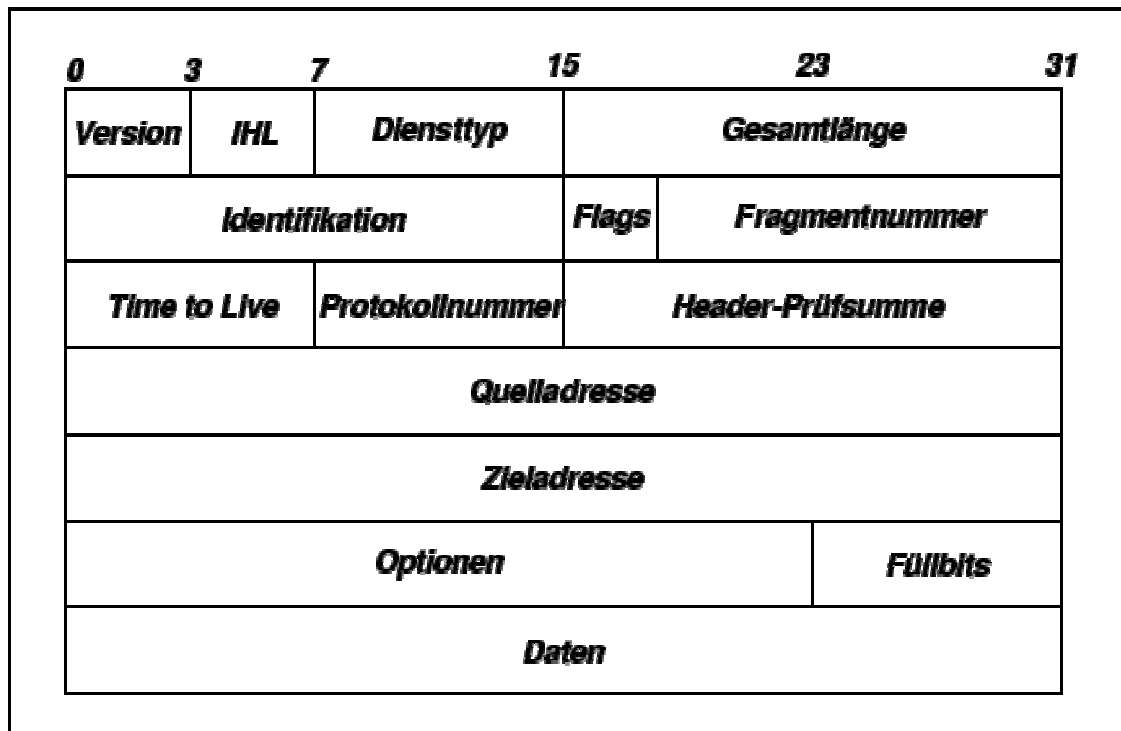 0 3 7 15 23 31
Version IHL Diensttyp Gesamtlänge
Identifikation Flags Fragmentnummer
Time to Live Protokollnummer Header-Prüfsumme
Quelladresse
Zieladresse
Optionen Füllbits
Daten